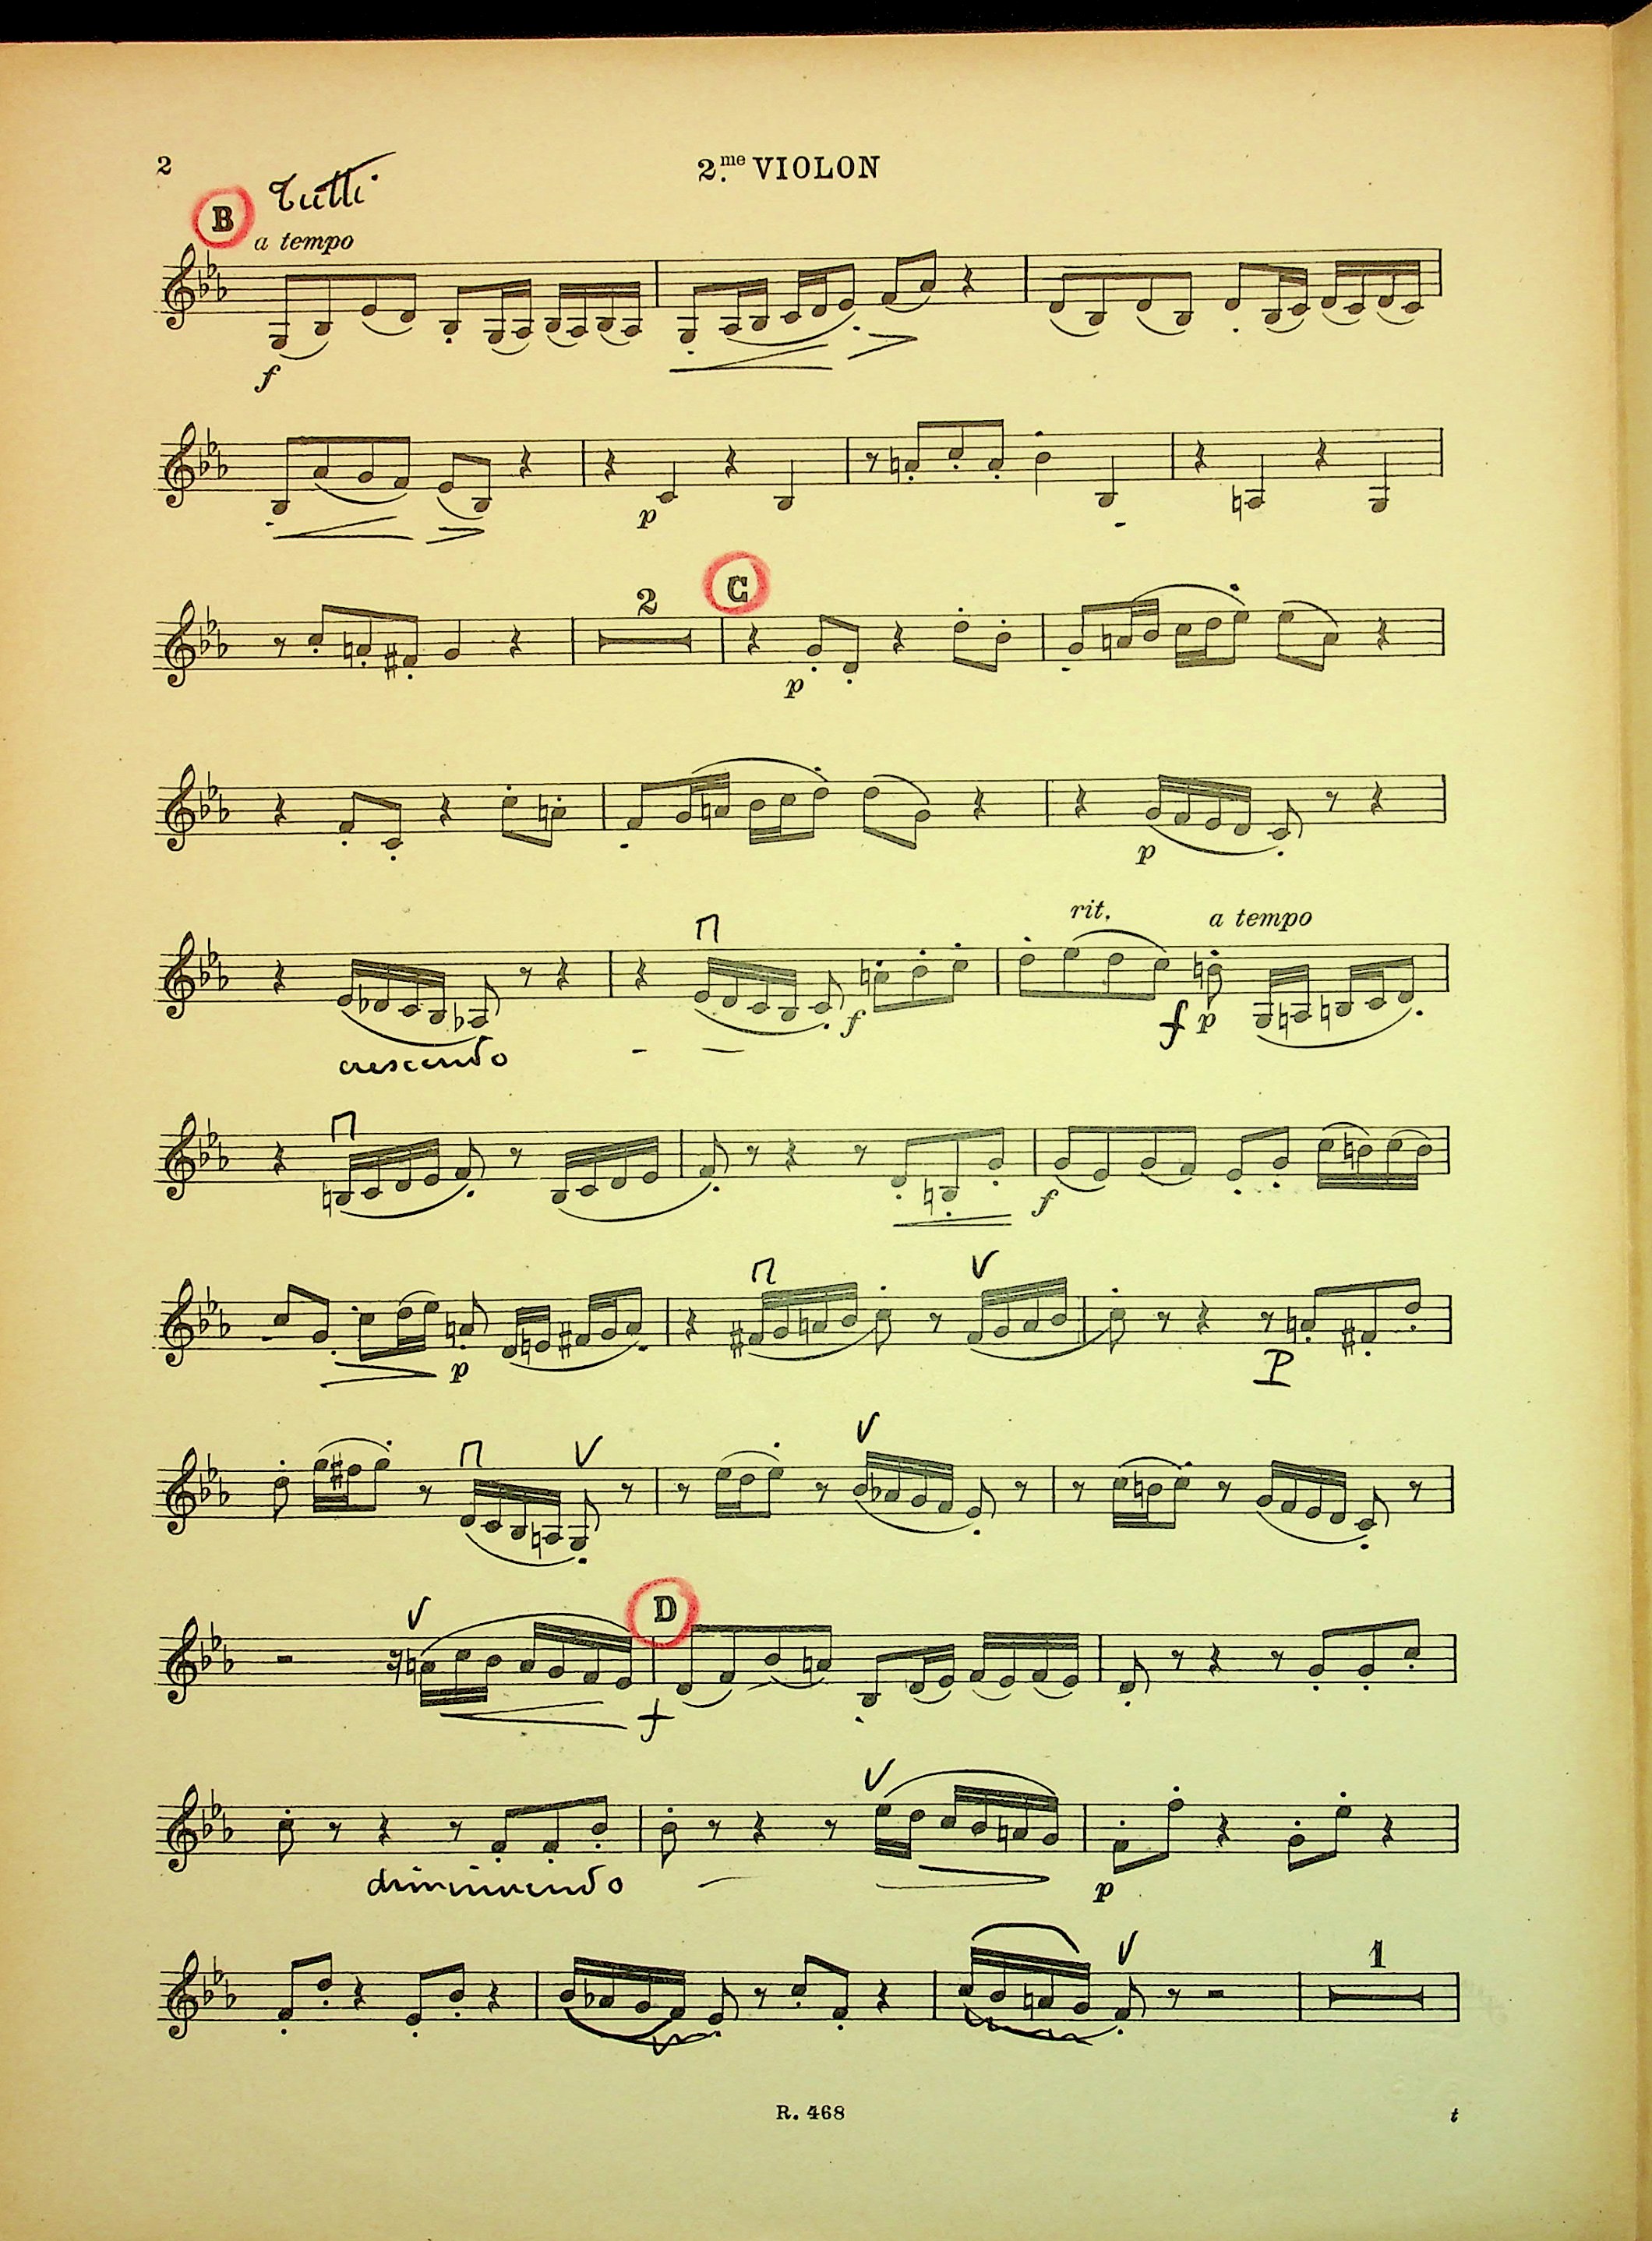 2
2.me VIOLON
B Tutti
a tempo
f
p
2
C
p
p
rit.
a tempo
f
f p
crescendo
f
p
P
D
f
diminuendo
p
1
R. 468
t